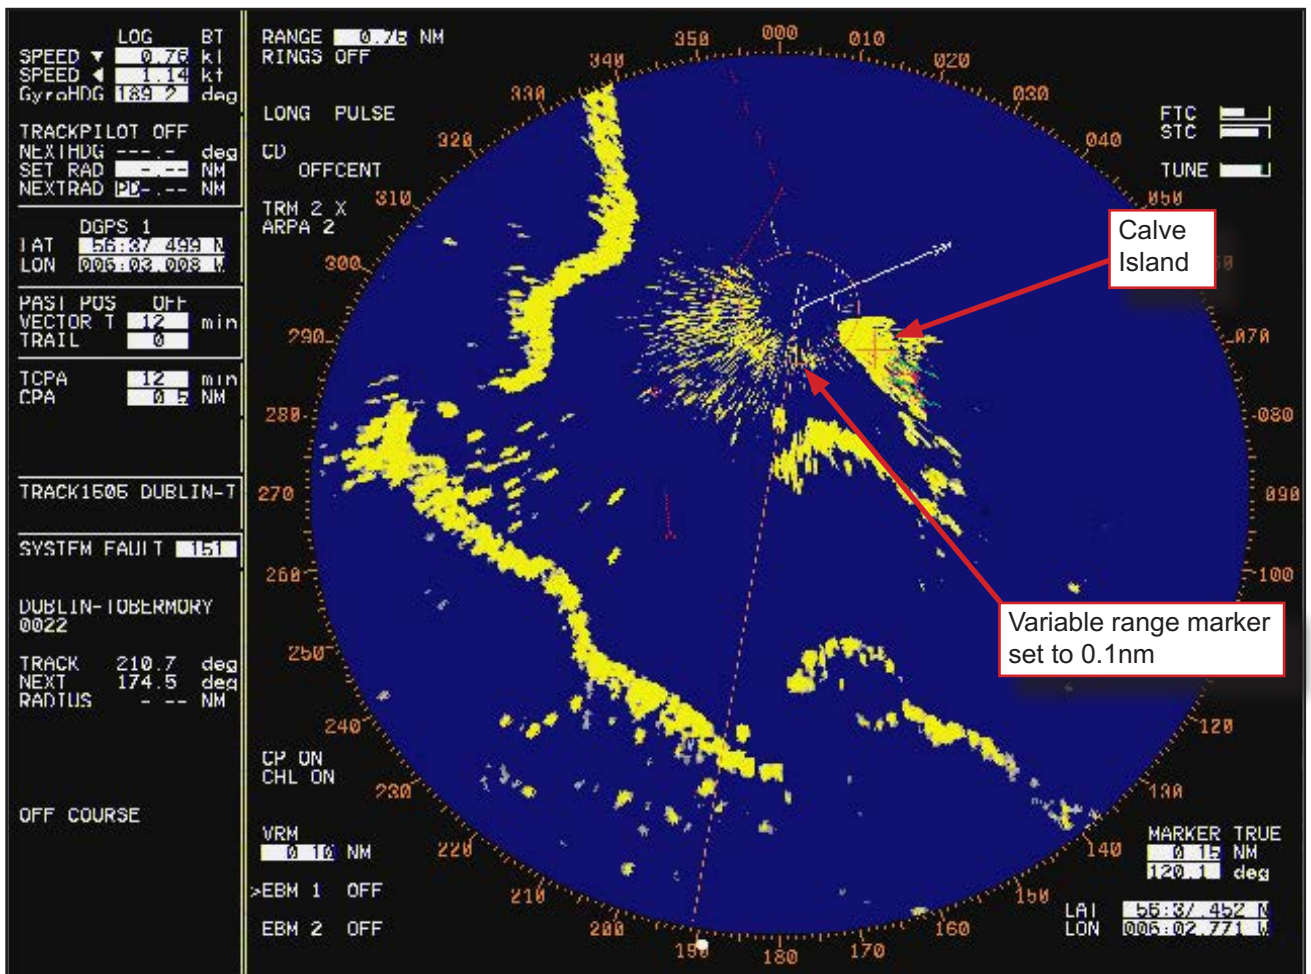 LOG BT
SPEED ▼ 0.76 kt
SPEED ◄ 1.14 kt
GyroHDG 189.2 deg
TRACKPILOT OFF
NEXTHDG ---.- deg
SET RAD -.-- NM
NEXTRAD PD-.-- NM
DGPS 1
LAT 56:37.499 N
LON 006:03.008 W
PAST POS OFF
VECTOR T 12 min
TRAIL 0
TCPA 12 min
CPA 0.5 NM
TRACK1606 DUBLIN-T
SYSTEM FAULT 151
DUBLIN-TOBERMORY
0022
TRACK 210.7 deg
NEXT 174.5 deg
RADIUS - -- NM
OFF COURSE
RANGE 0.76 NM
RINGS OFF
LONG PULSE
CD
OFFCENT
TRM 2 X
ARPA 2
CP ON
CHL ON
VRM
0.10 NM
>EBM 1 OFF
EBM 2 OFF
350 000 010
340 020
330 030
320 040
310 050
300
290 070
280 080
270 090
260 100
250
240 120
230 130
220 140
210 150
200 160
190 180 170
FTC
STC
TUNE
Calve
Island
Variable range marker
set to 0.1nm
MARKER TRUE
0.15 NM
120.1 deg
LAT 56:37.452 N
LON 006:02.771 W